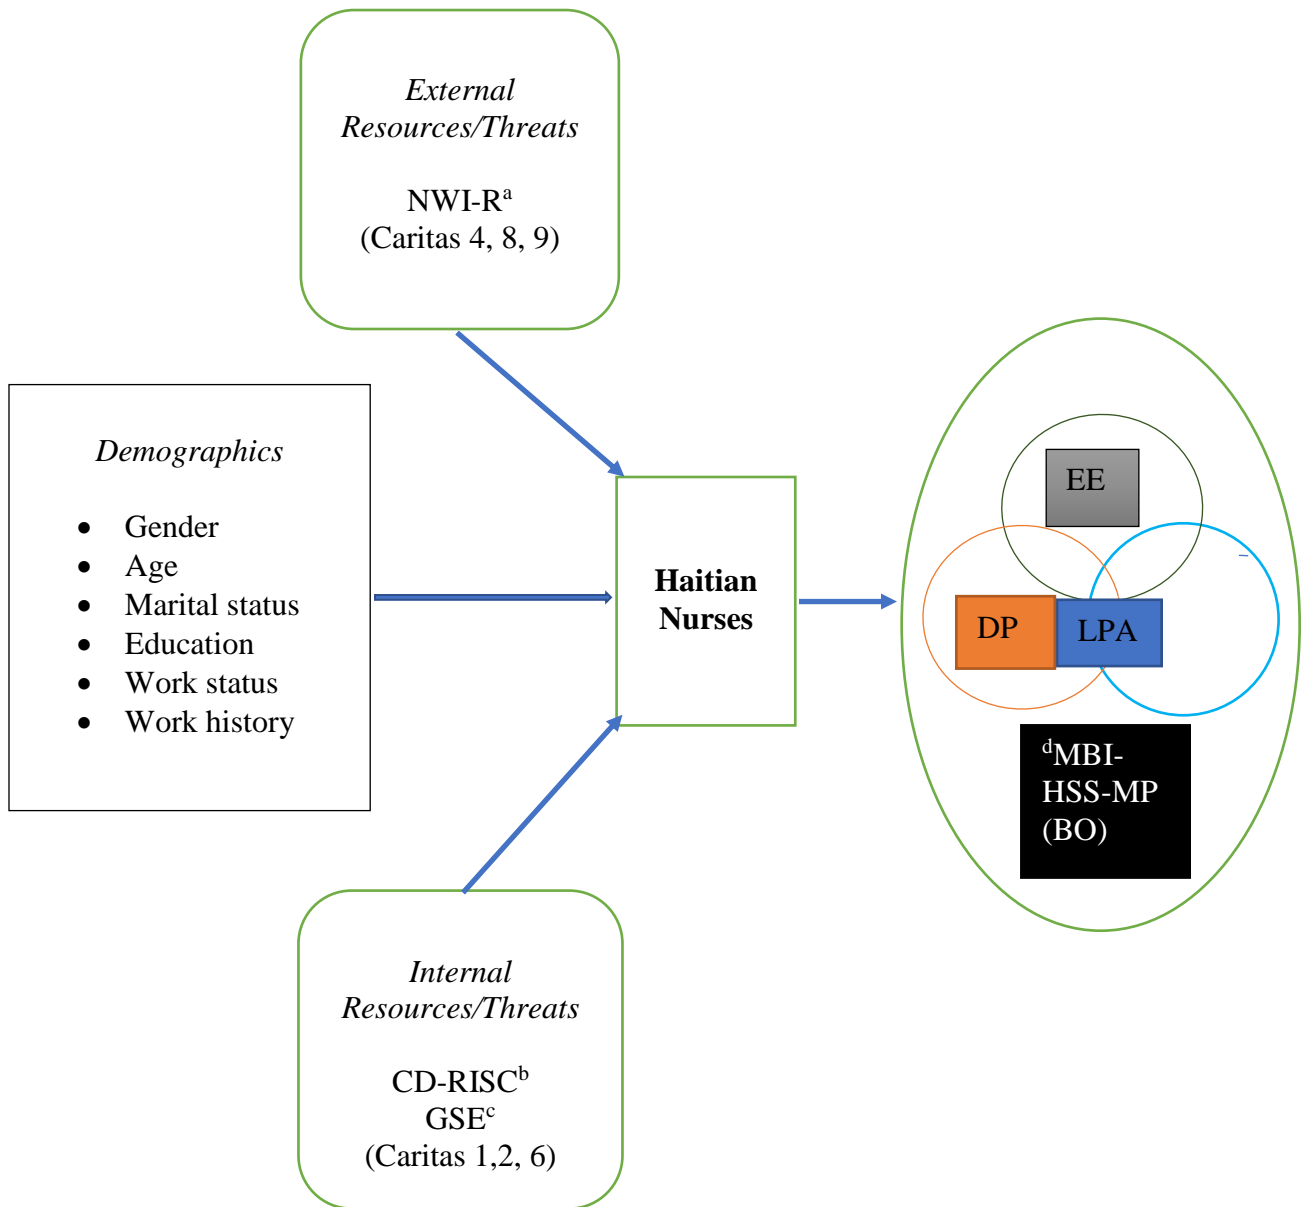 External
Resources/Threats
NWI-Rᵃ
(Caritas 4, 8, 9)
Demographics
• Gender
• Age
• Marital status
• Education
• Work status
• Work history
Haitian
Nurses
EE
DP
LPA
ᵈMBI-
HSS-MP
(BO)
Internal
Resources/Threats
CD-RISCᵇ
GSEᶜ
(Caritas 1,2, 6)